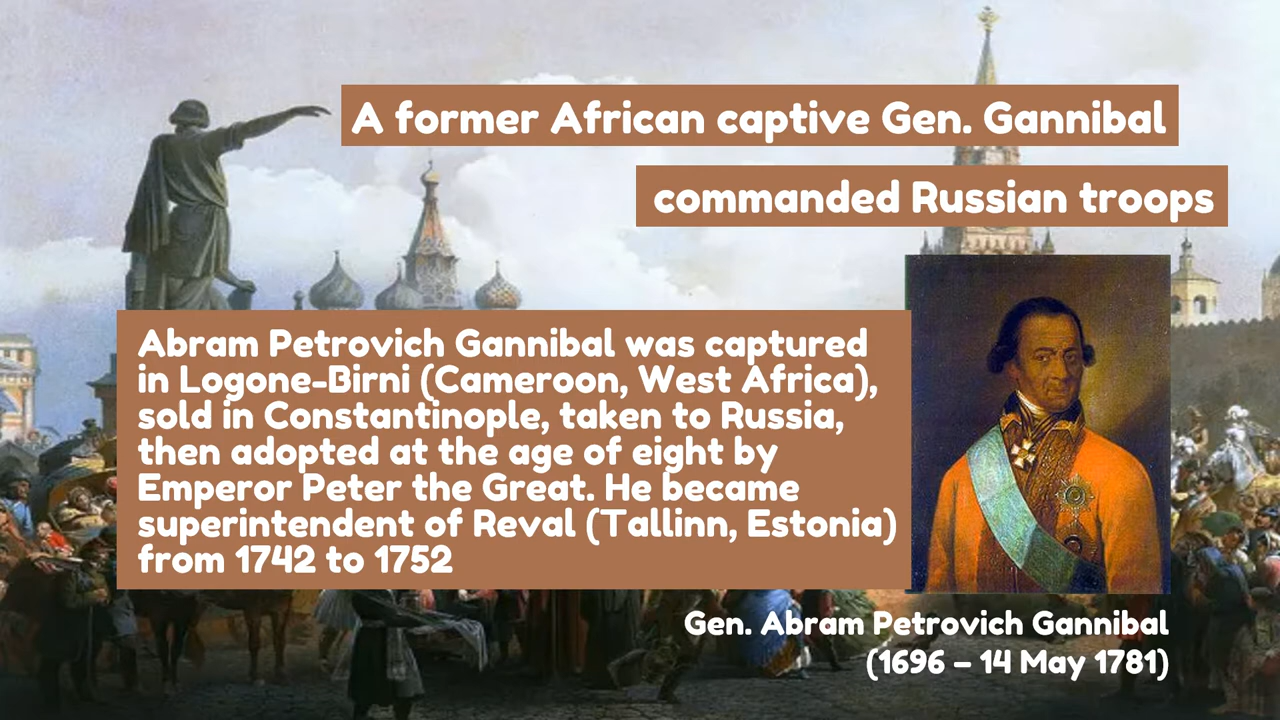 A former African captive Gen. Gannibal
commanded Russian troops
Abram Petrovich Gannibal was captured
in Logone-Birni (Cameroon, West Africa),
sold in Constantinople, taken to Russia,
then adopted at the age of eight by
Emperor Peter the Great. He became
superintendent of Reval (Tallinn, Estonia)
from 1742 to 1752
Gen. Abram Petrovich Gannibal
(1696 – 14 May 1781)